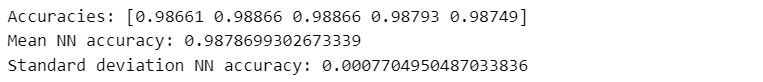 Accuracies: [0.98661 0.98866 0.98866 0.98793 0.98749]
Mean NN accuracy: 0.9878699302673339
Standard deviation NN accuracy: 0.0007704950487033836